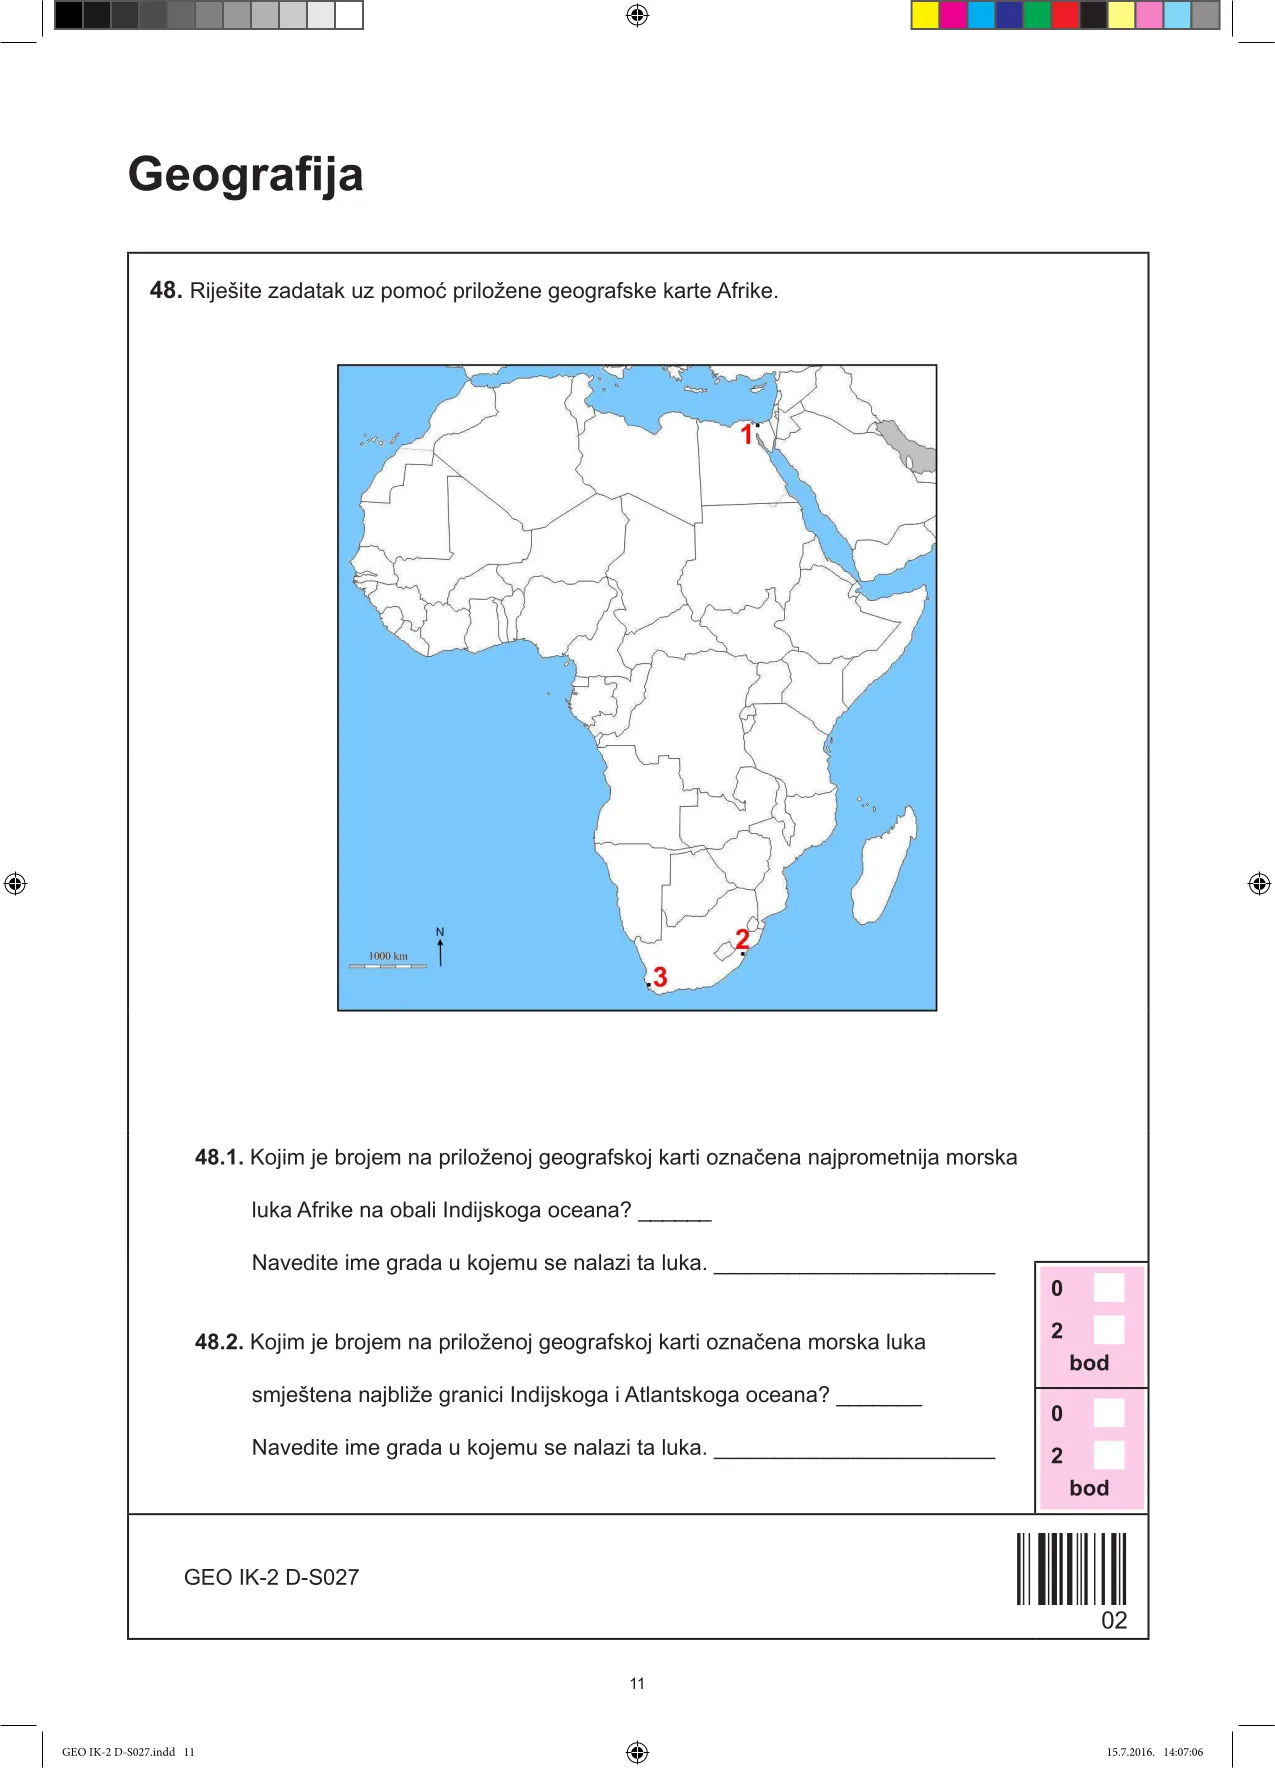 Geografija
48. Riješite zadatak uz pomoć priložene geografske karte Afrike.
1
N
1000 km
2
3
48.1. Kojim je brojem na priloženoj geografskoj karti označena najprometnija morska
luka Afrike na obali Indijskoga oceana? ______
Navedite ime grada u kojemu se nalazi ta luka. _______________________
0
2
bod
48.2. Kojim je brojem na priloženoj geografskoj karti označena morska luka
smještena najbliže granici Indijskoga i Atlantskoga oceana? _______
Navedite ime grada u kojemu se nalazi ta luka. _______________________
0
2
bod
GEO IK-2 D-S027
02
11
GEO IK-2 D-S027.indd 11
15.7.2016. 14:07:06